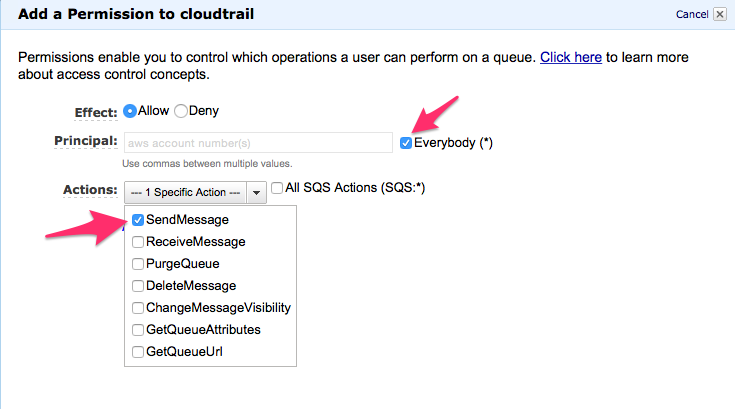 Add a Permission to cloudtrail
Cancel
Permissions enable you to control which operations a user can perform on a queue. Click here to learn more
about access control concepts.
Effect: Allow Deny
Principal: aws account number(s) Everybody (*)
Use commas between multiple values.
Actions: --- 1 Specific Action --- All SQS Actions (SQS:*)
SendMessage
ReceiveMessage
PurgeQueue
DeleteMessage
ChangeMessageVisibility
GetQueueAttributes
GetQueueUrl